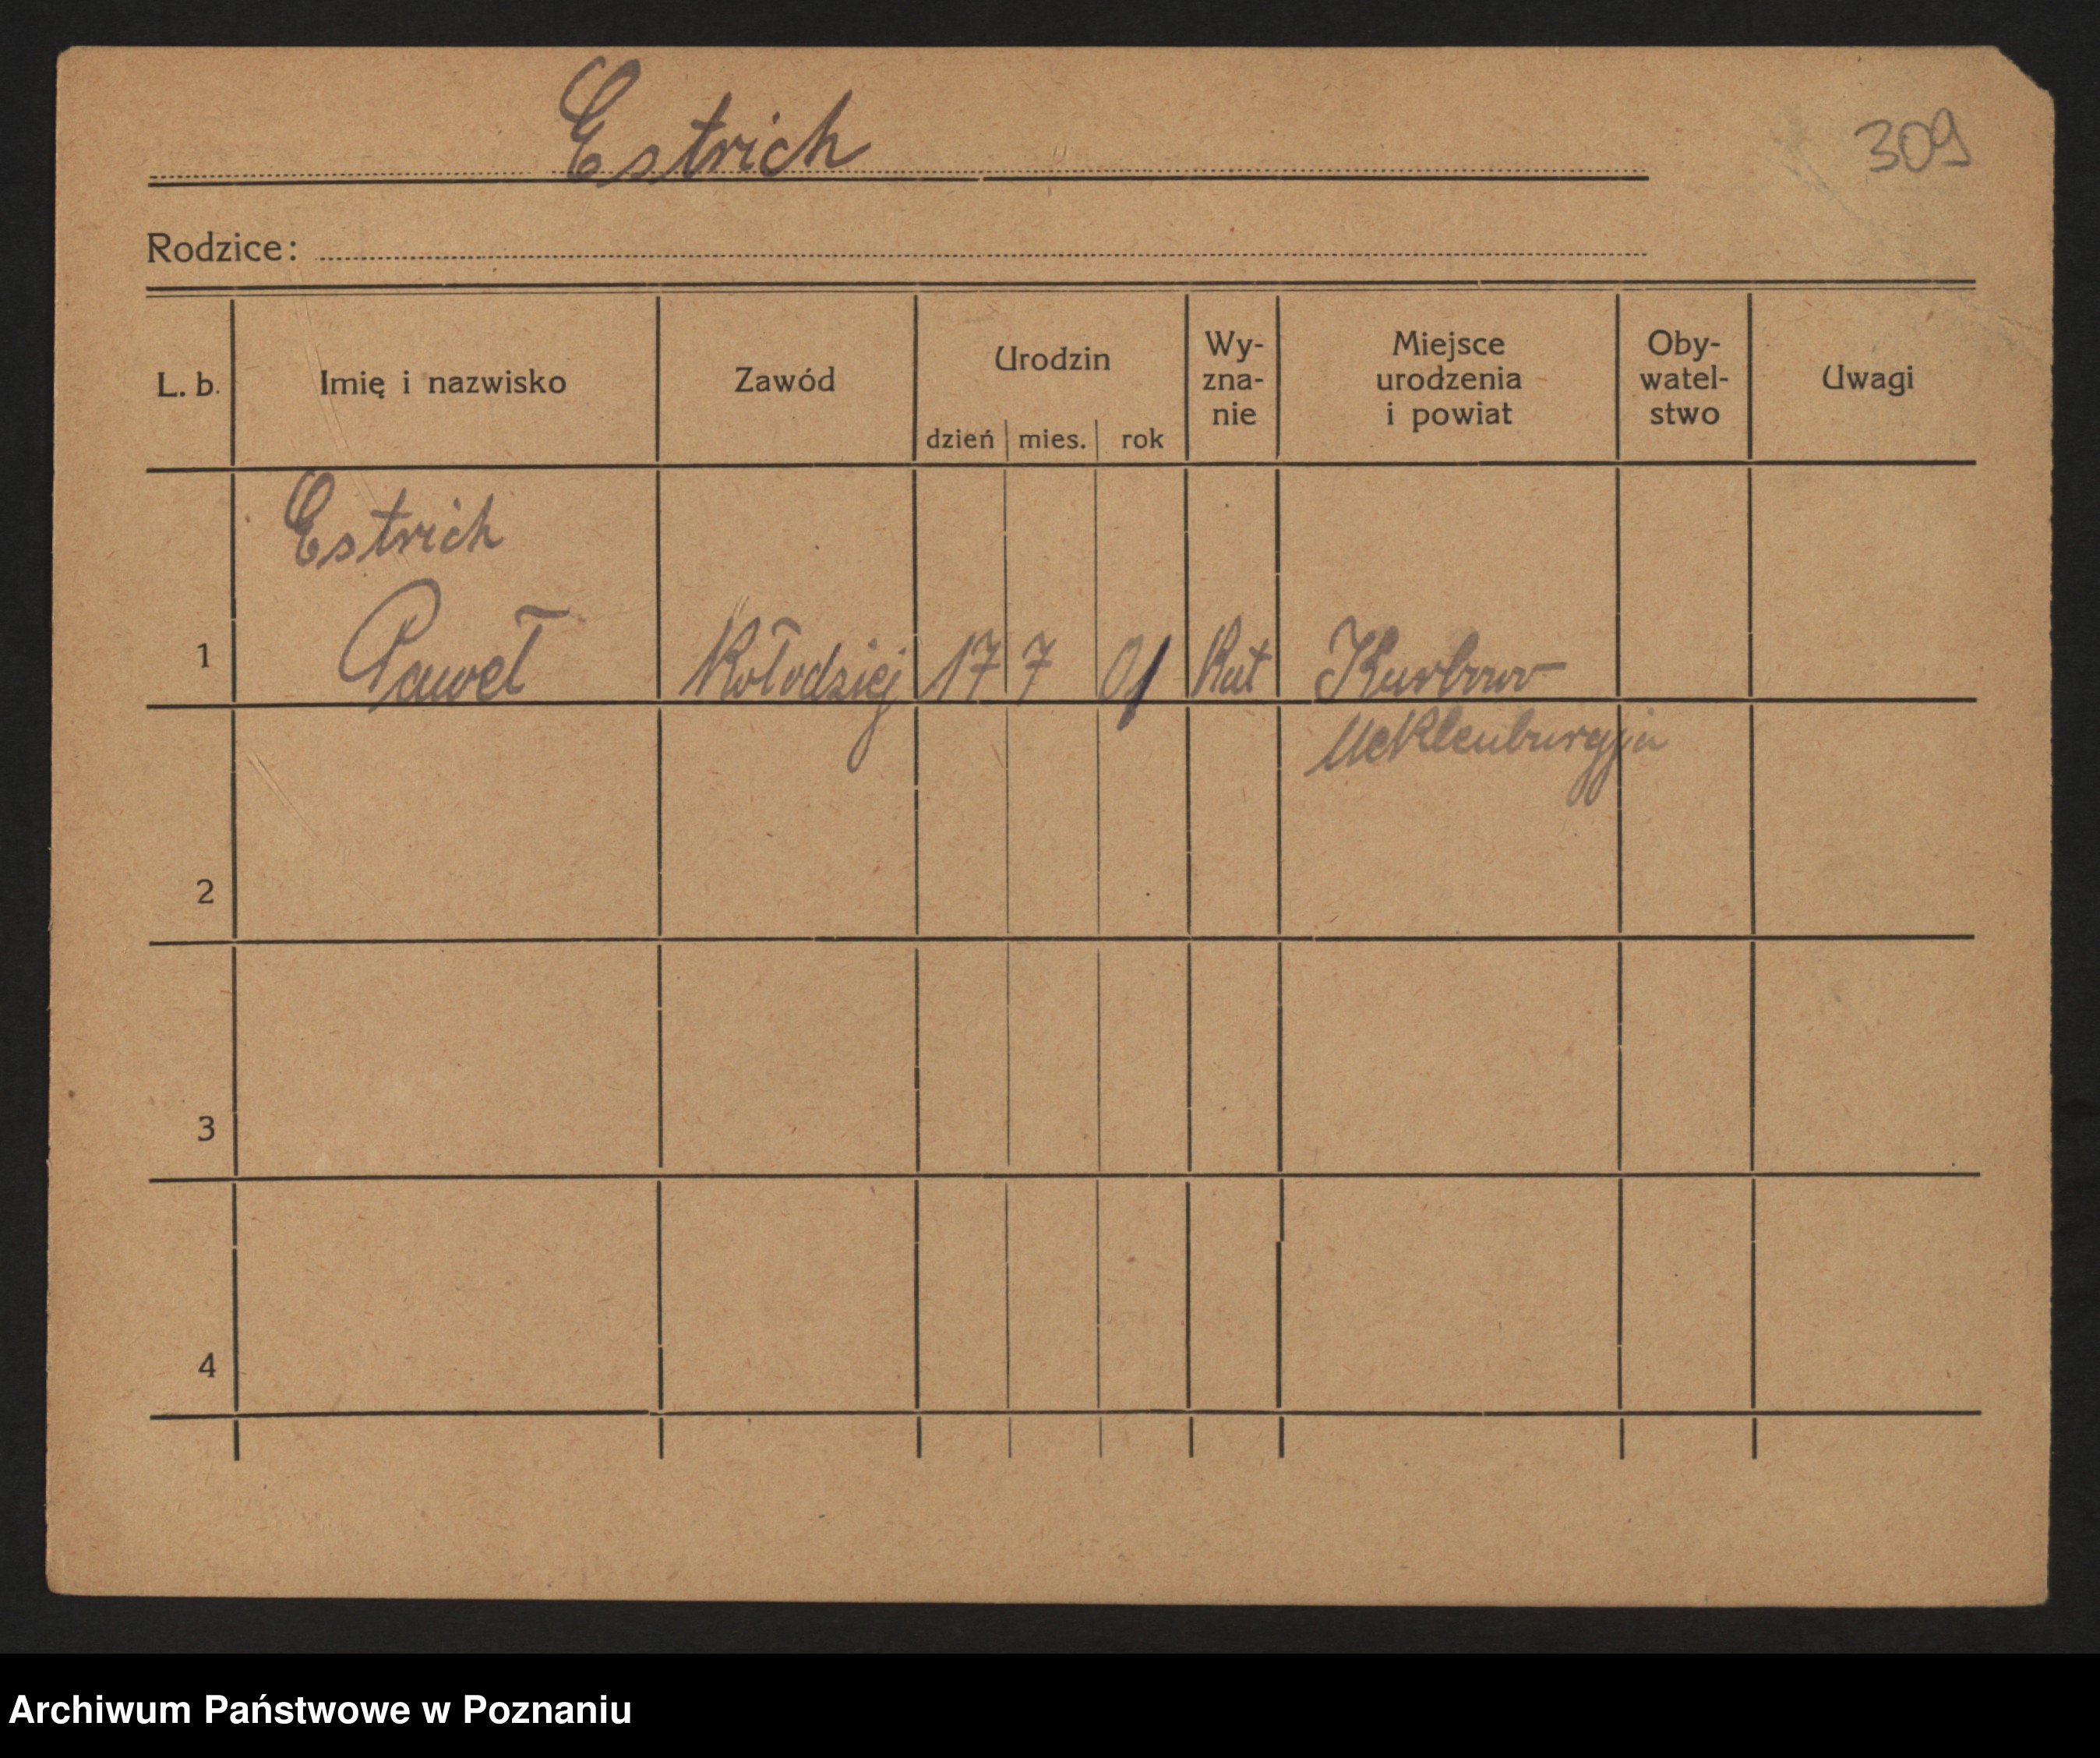 Estrich
309
Rodzice:
L. b.
Imię i nazwisko
Zawód
Urodzin
dzień mies. rok
Wy-
zna-
nie
Miejsce
urodzenia
i powiat
Oby-
watel-
stwo
Uwagi
Estrich
1 Paweł Kołodziej 17 7 01 Kat
Meklenburgja
2
3
4
Archiwum Państwowe w Poznaniu